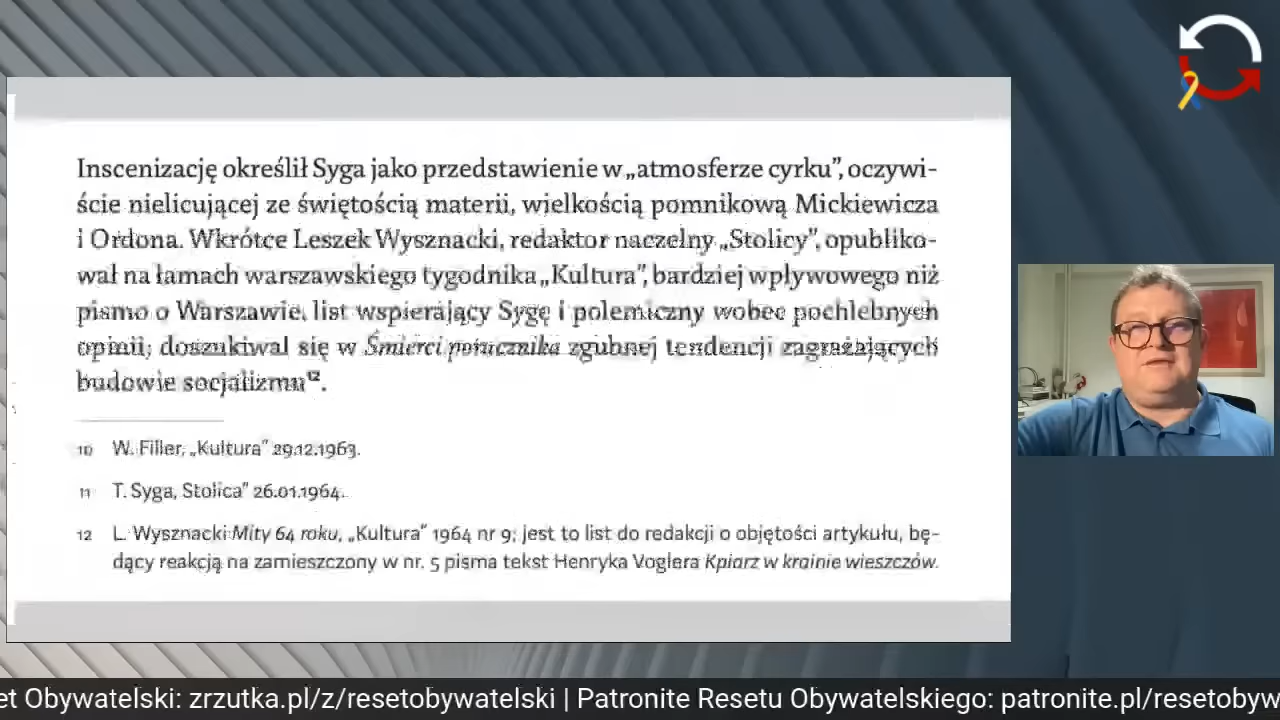 Inscenizację określił Syga jako przedstawienie w „atmosferze cyrku”, oczywi-
ście nielicującej ze świętością materii, wielkością pomnikową Mickiewicza
i Ordona. Wkrótce Leszek Wysznacki, redaktor naczelny „Stolicy”, opubliko-
wał na łamach warszawskiego tygodnika „Kultura”, bardziej wpływowego niż
pismo o Warszawie, list wspierający Sygę i polemiczny wobec pochlebnych
opinii; doszukiwał się w Śmierci porucznika zgubnej tendencji zagrażających
budowie socjalizmu¹².
10 W. Filler, „Kultura” 29.12.1963.
11 T. Syga, Stolica” 26.01.1964.
12 L. Wysznacki Mity 64 roku, „Kultura” 1964 nr 9; jest to list do redakcji o objętości artykułu, bę-
dący reakcją na zamieszczony w nr. 5 pisma tekst Henryka Voglera Kpiarz w krainie wieszczów.
et Obywatelski: zrzutka.pl/z/resetobywatelski | Patronite Resetu Obywatelskiego: patronite.pl/resetobyw